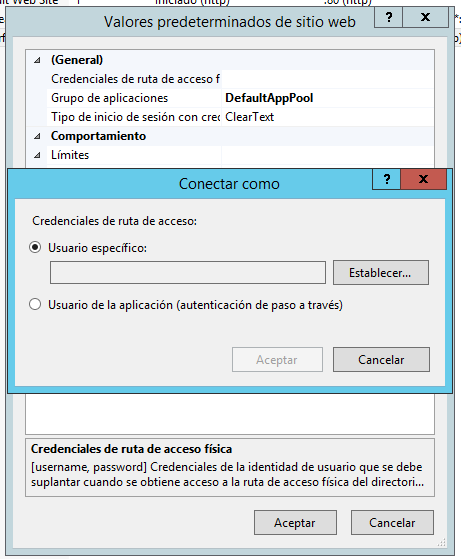 Valores predeterminados de sitio web
?
x
(General)
Credenciales de ruta de acceso f
Grupo de aplicaciones DefaultAppPool
Tipo de inicio de sesión con crec ClearText
Comportamiento
Límites
Conectar como
?
x
Credenciales de ruta de acceso:
Usuario específico:
Establecer...
Usuario de la aplicación (autenticación de paso a través)
Aceptar
Cancelar
Credenciales de ruta de acceso física
[username, password] Credenciales de la identidad de usuario que se debe
suplantar cuando se obtiene acceso a la ruta de acceso física del directori...
Aceptar
Cancelar